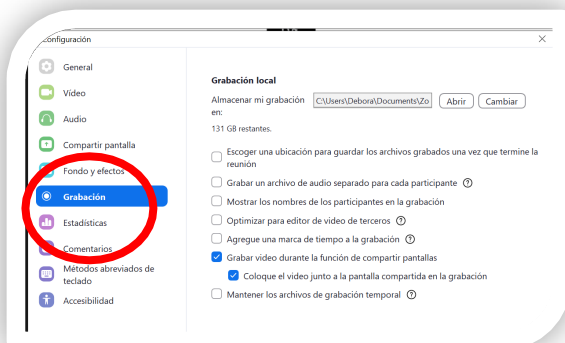 Configuración
General
Vídeo
Audio
Compartir pantalla
Fondo y efectos
Grabación
Estadísticas
Comentarios
Métodos abreviados de
teclado
Accesibilidad
Grabación local
Almacenar mi grabación
en:
C:\Users\Debora\Documents\Zo
Abrir
Cambiar
131 GB restantes.
Escoger una ubicación para guardar los archivos grabados una vez que termine la
reunión
Grabar un archivo de audio separado para cada participante
Mostrar los nombres de los participantes en la grabación
Optimizar para editor de video de terceros
Agregue una marca de tiempo a la grabación
Grabar video durante la función de compartir pantallas
Coloque el video junto a la pantalla compartida en la grabación
Mantener los archivos de grabación temporal